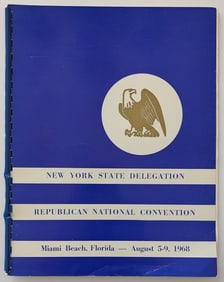 NEW YORK STATE DELEGATION
REPUBLICAN NATIONAL CONVENTION
Miami Beach, Florida — August 5-9, 1968